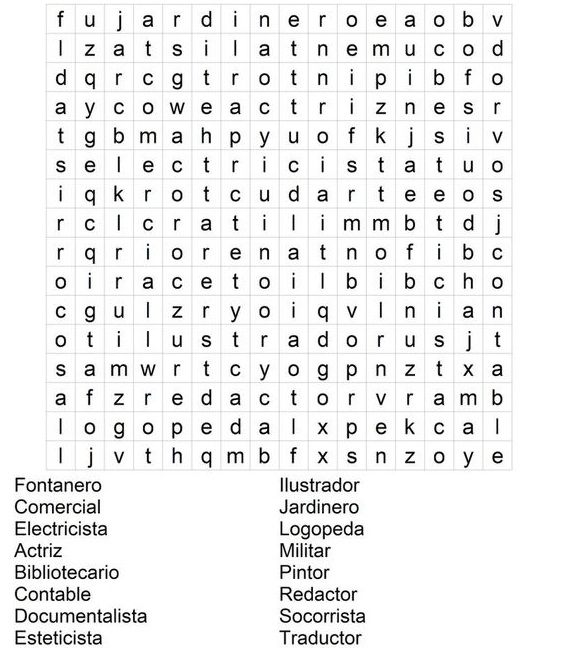 f u j a r d i n e r o e a o b v
l z a t s i l a t n e m u c o d
d q r c g t r o t n i p i b f o
a y c o w e a c t r i z n e s r
t g b m a h p y u o f k j s i v
s e l e c t r i c i s t a t u o
i q k r o t c u d a r t e e o s
r c l c r a t i l i m m b t d j
r q r i o r e n a t n o f i b c
o i r a c e t o i l b i b c h o
c g u l z r y o i q v l n i a n
o t i l u s t r a d o r u s j t
s a m w r t c y o g p n z t x a
a f z r e d a c t o r v r a m b
l o g o p e d a l x p e k c a l
l j v t h q m b f x s n z o y e
Fontanero
Comercial
Electricista
Actriz
Bibliotecario
Contable
Documentalista
Esteticista
Ilustrador
Jardinero
Logopeda
Militar
Pintor
Redactor
Socorrista
Traductor